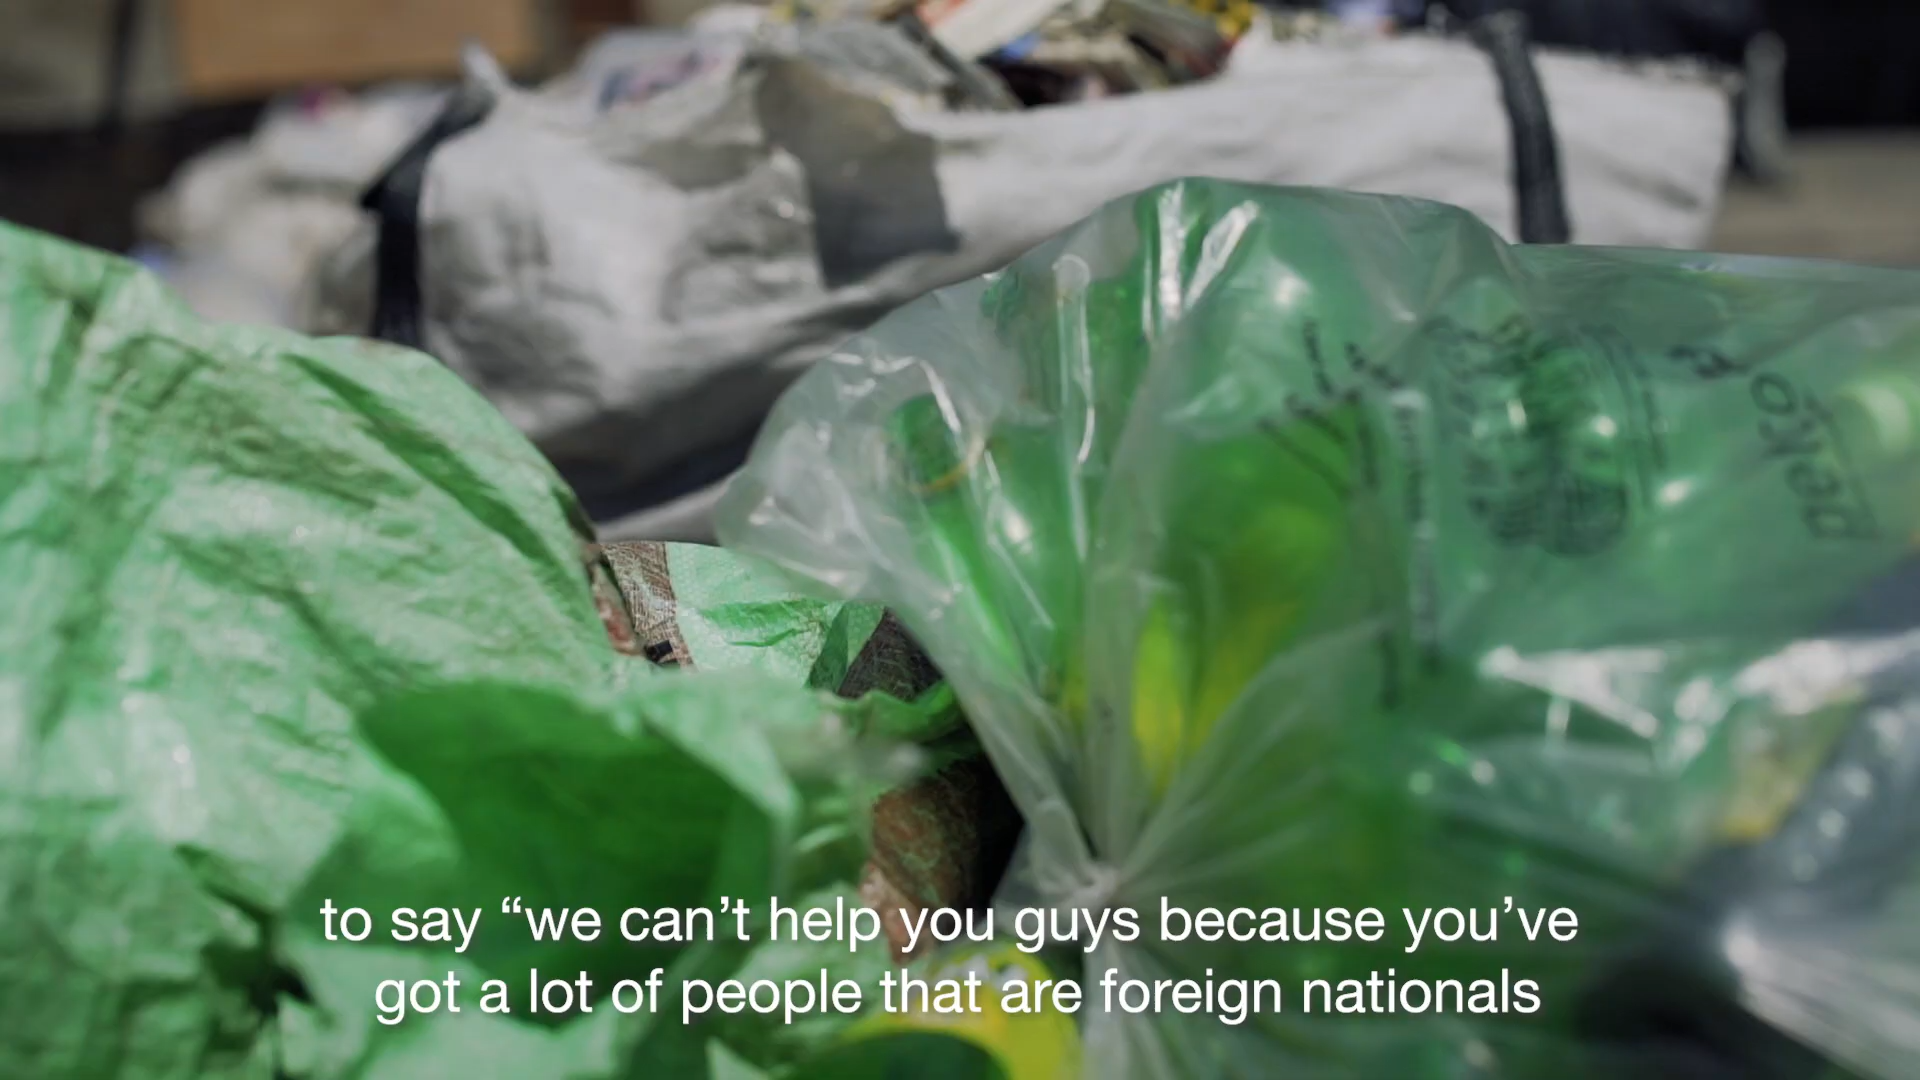 to say “we can’t help you guys because you’ve
got a lot of people that are foreign nationals